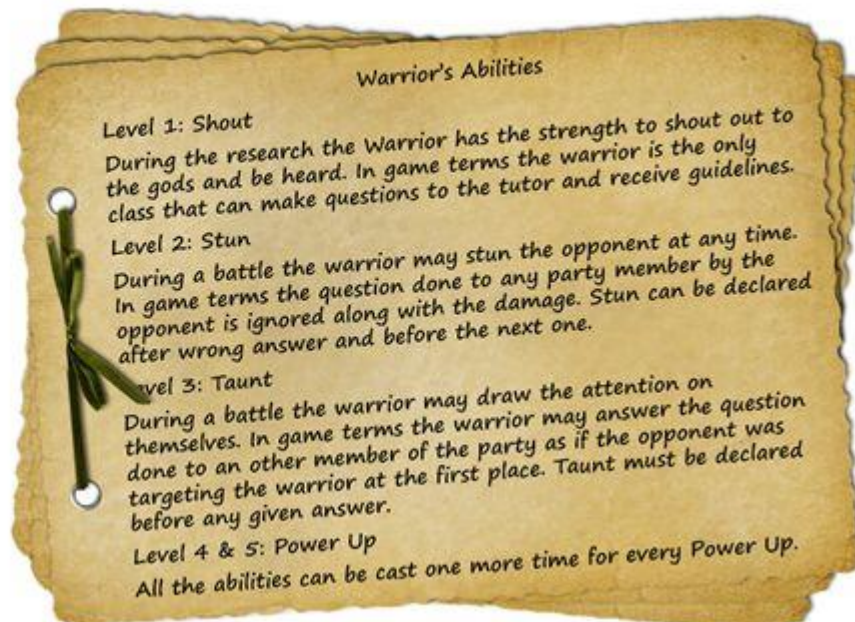 Warrior's Abilities
Level 1: Shout
During the research the Warrior has the strength to shout out to
the gods and be heard. In game terms the warrior is the only
class that can make questions to the tutor and receive guidelines.
Level 2: Stun
During a battle the warrior may stun the opponent at any time.
In game terms the question done to any party member by the
opponent is ignored along with the damage. Stun can be declared
after wrong answer and before the next one.
Level 3: Taunt
During a battle the warrior may draw the attention on
themselves. In game terms the warrior may answer the question
done to an other member of the party as if the opponent was
targeting the warrior at the first place. Taunt must be declared
before any given answer.
Level 4 & 5: Power Up
All the abilities can be cast one more time for every Power Up.